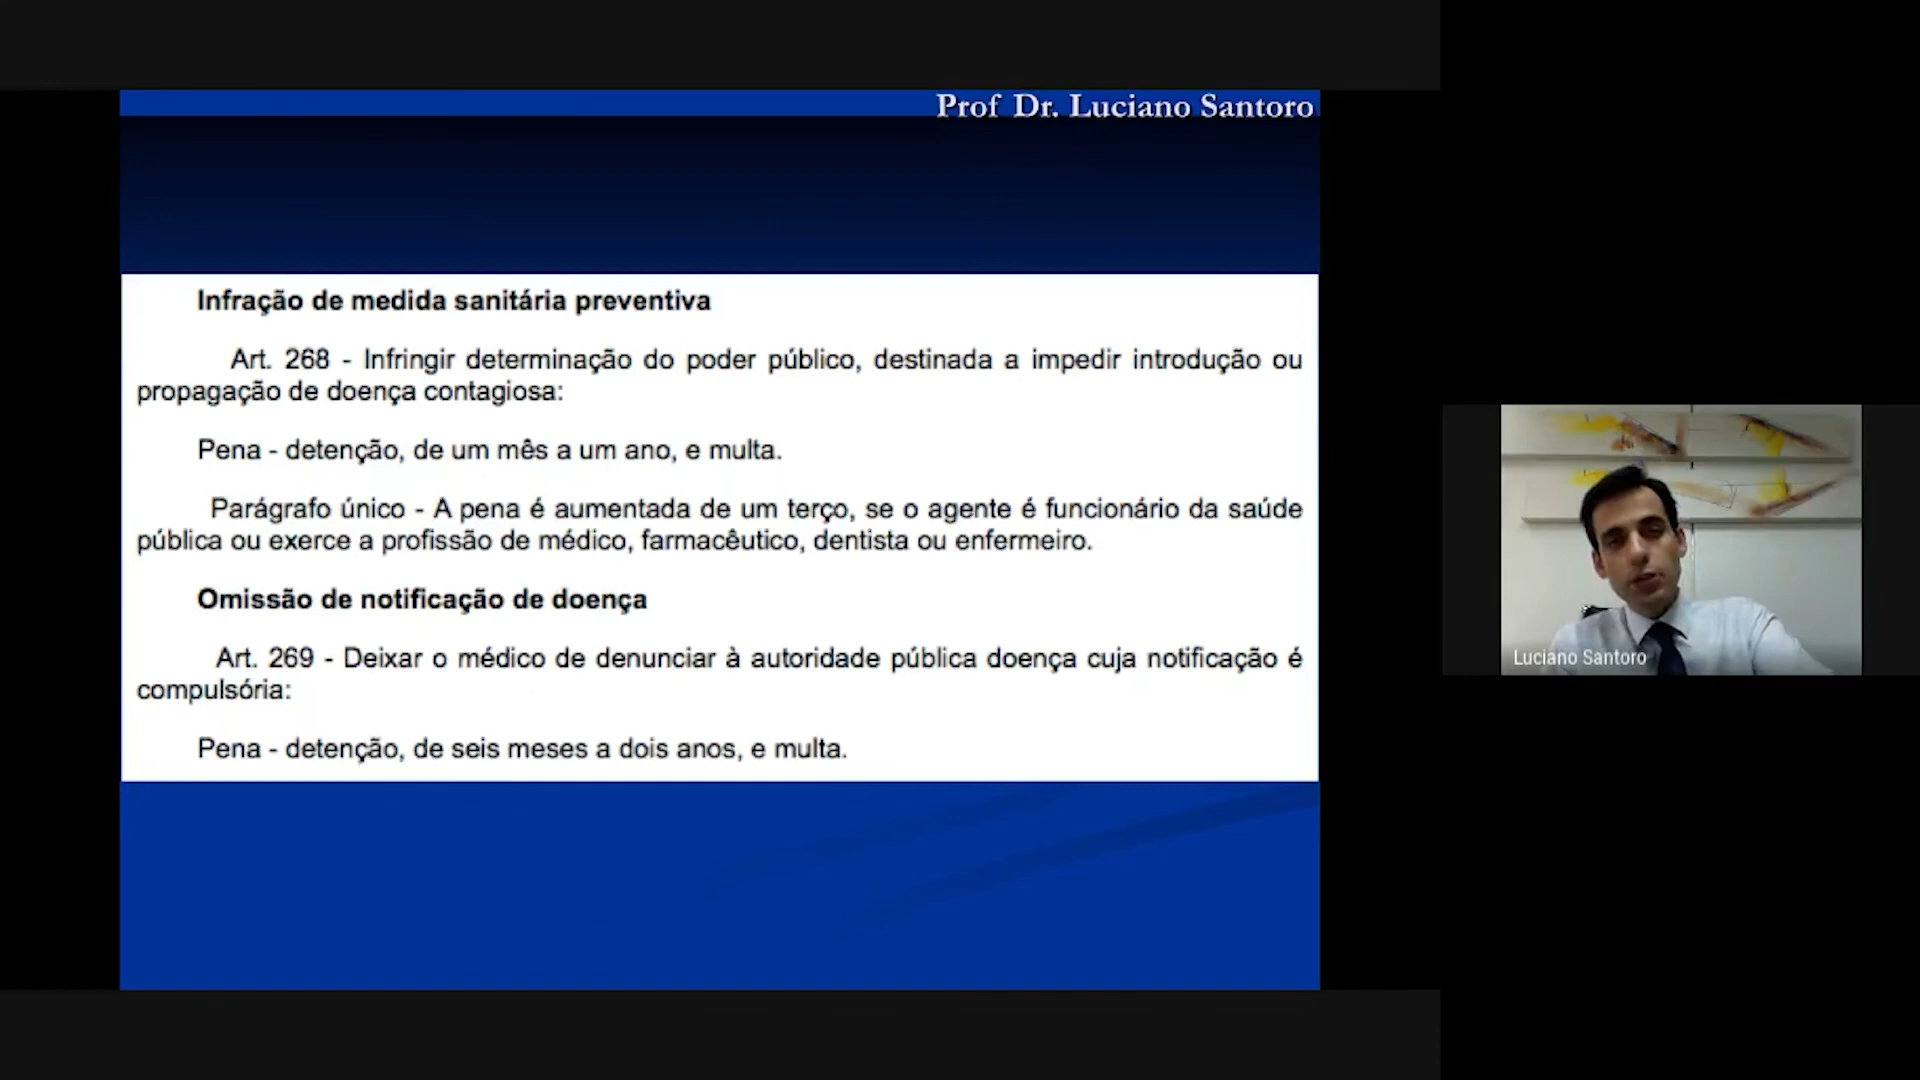 Prof Dr. Luciano Santoro
Infração de medida sanitária preventiva
Art. 268 - Infringir determinação do poder público, destinada a impedir introdução ou
propagação de doença contagiosa:
Pena - detenção, de um mês a um ano, e multa.
Parágrafo único - A pena é aumentada de um terço, se o agente é funcionário da saúde
pública ou exerce a profissão de médico, farmacêutico, dentista ou enfermeiro.
Omissão de notificação de doença
Art. 269 - Deixar o médico de denunciar à autoridade pública doença cuja notificação é
compulsória:
Pena - detenção, de seis meses a dois anos, e multa.
Luciano Santoro